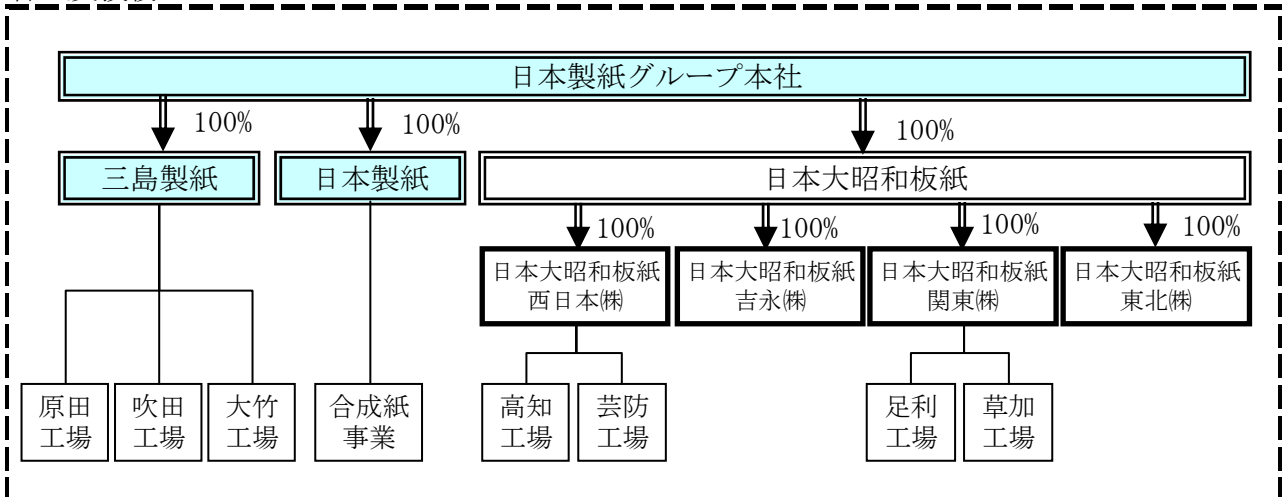 日本製紙グループ本社
100%
100%
100%
三島製紙
日本製紙
日本大昭和板紙
100%
100%
100%
100%
日本大昭和板紙
西日本㈱
日本大昭和板紙
吉永㈱
日本大昭和板紙
関東㈱
日本大昭和板紙
東北㈱
原田
工場
吹田
工場
大竹
工場
合成紙
事業
高知
工場
芸防
工場
足利
工場
草加
工場